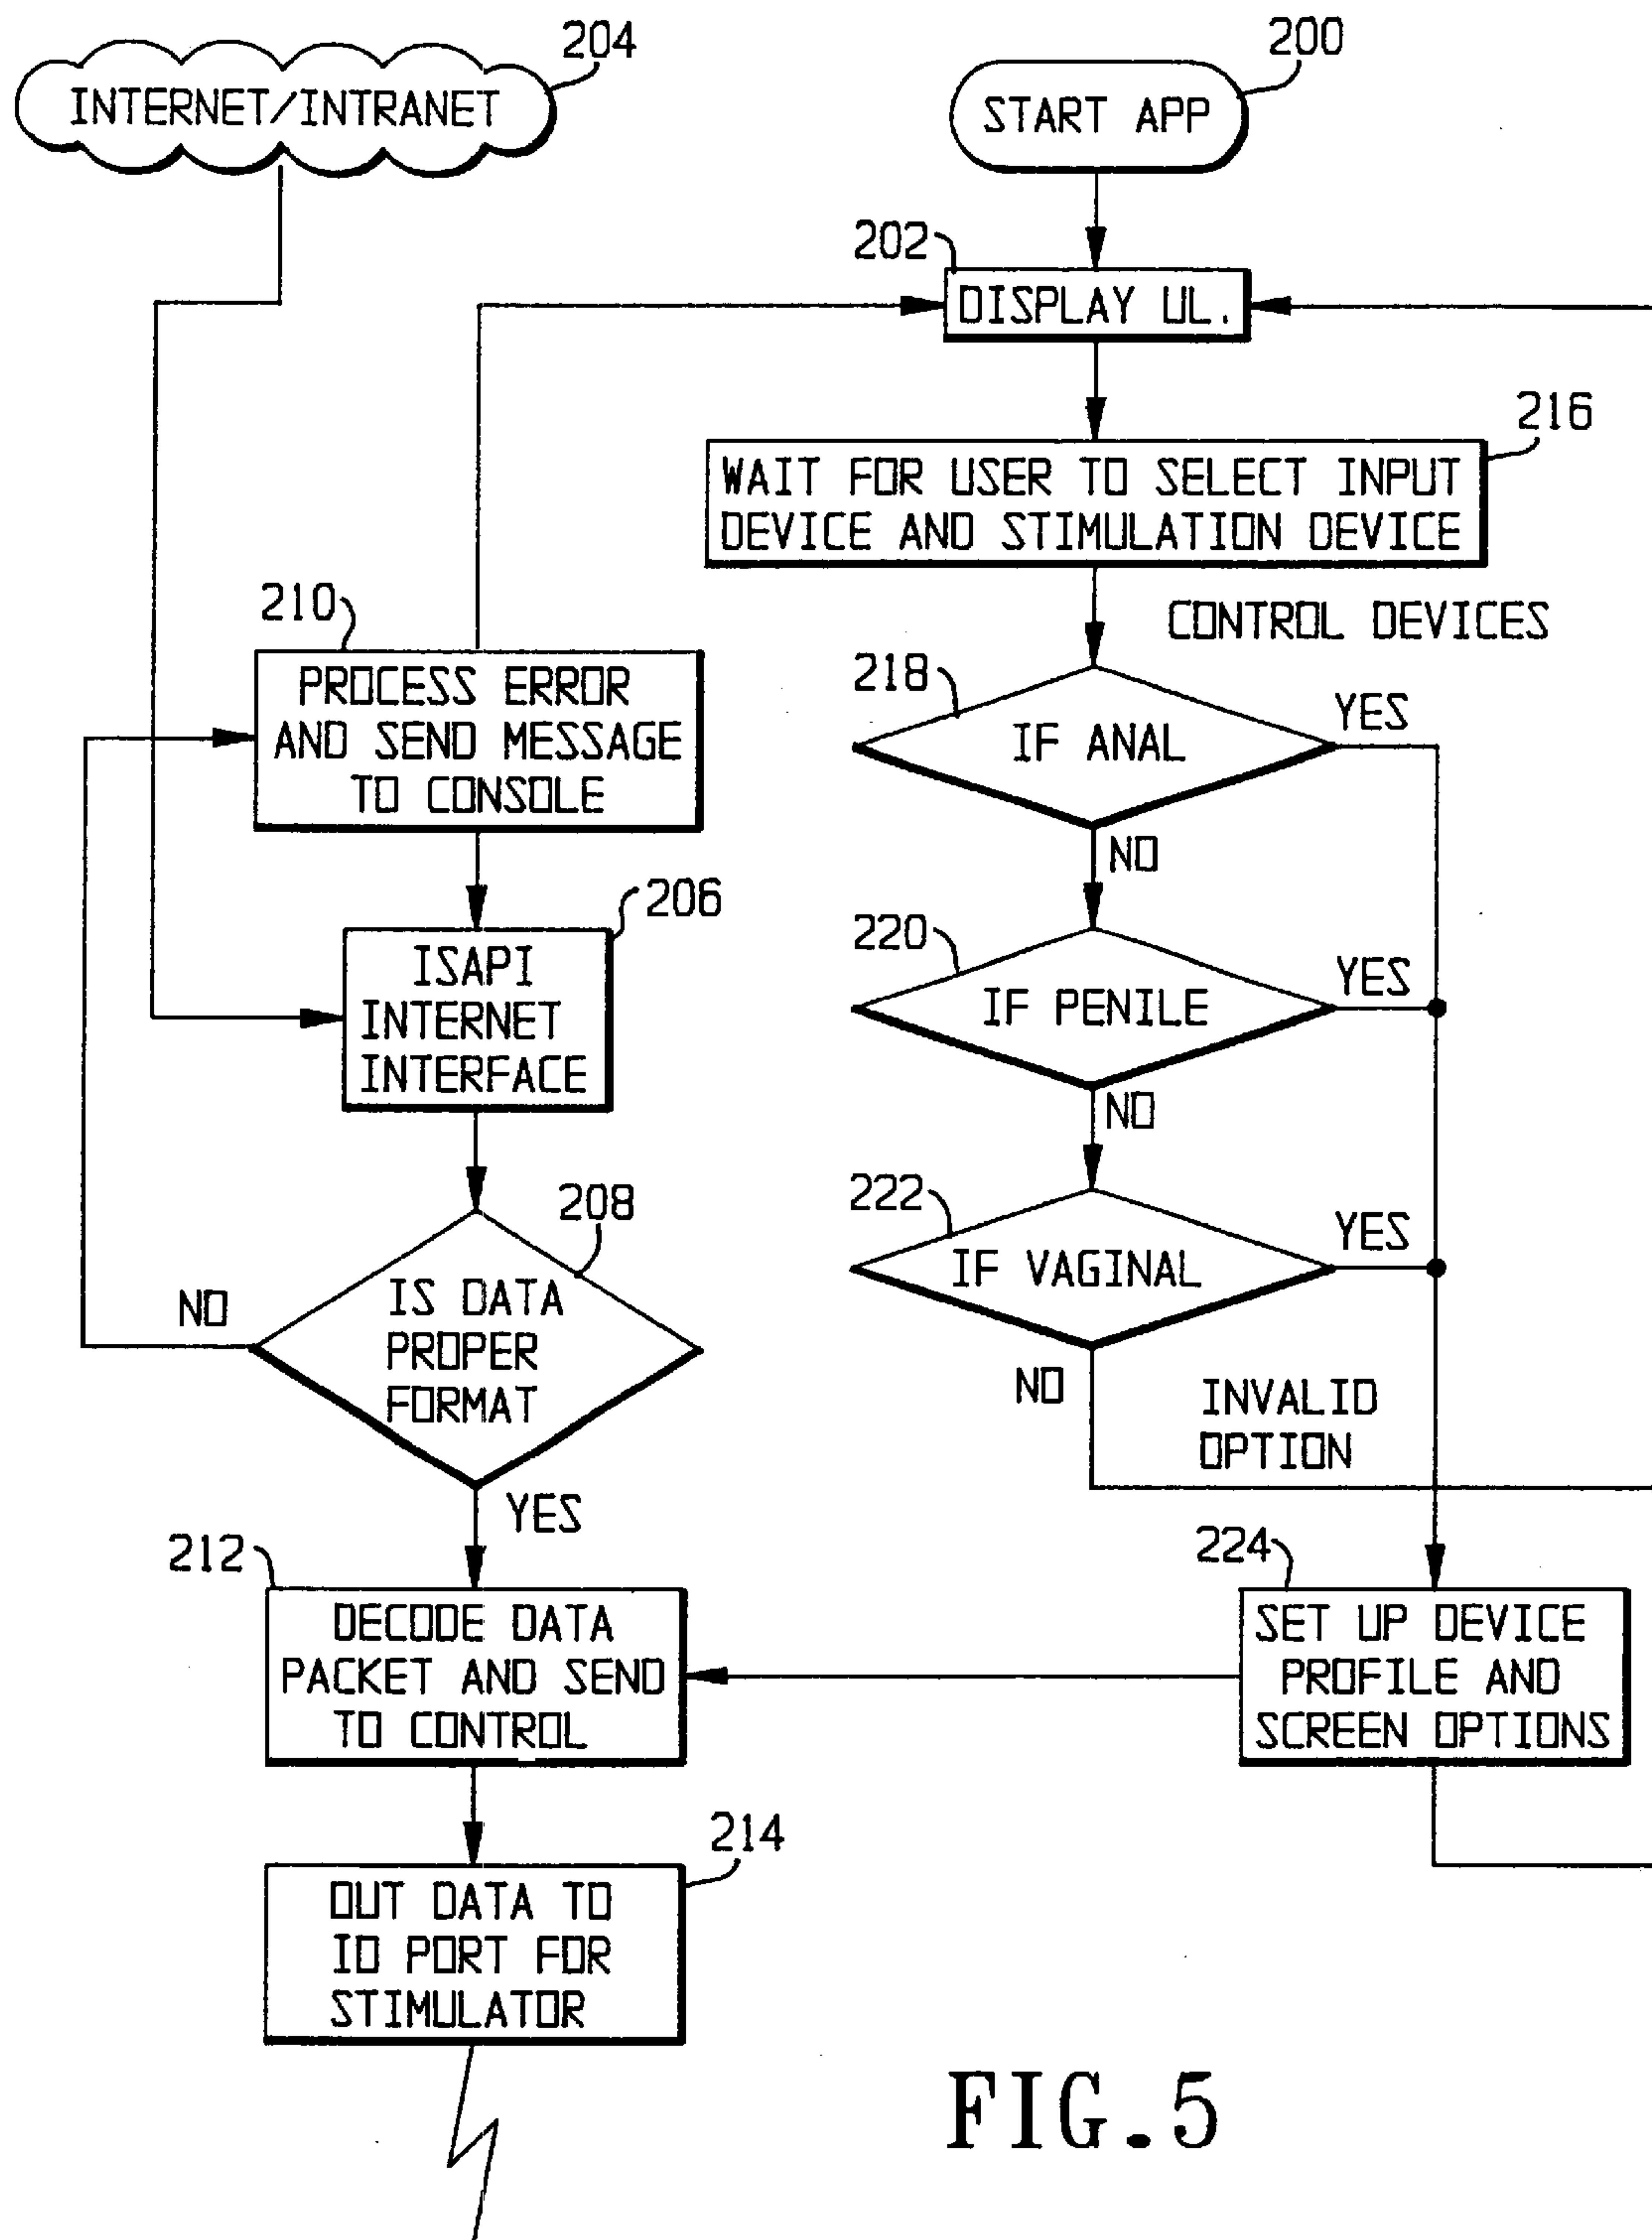 204
INTERNET/INTRANET
200
START APP
202
DISPLAY UL.
216
WAIT FOR USER TO SELECT INPUT
DEVICE AND STIMULATION DEVICE
210
PROCESS ERROR
AND SEND MESSAGE
TO CONSOLE
CONTROL DEVICES
218
IF ANAL
YES
NO
206
ISAPI
INTERNET
INTERFACE
220
IF PENILE
YES
NO
208
IS DATA
PROPER
FORMAT
NO
YES
222
IF VAGINAL
YES
NO
INVALID
OPTION
212
DECODE DATA
PACKET AND SEND
TO CONTROL
224
SET UP DEVICE
PROFILE AND
SCREEN OPTIONS
214
OUT DATA TO
IO PORT FOR
STIMULATOR
FIG.5